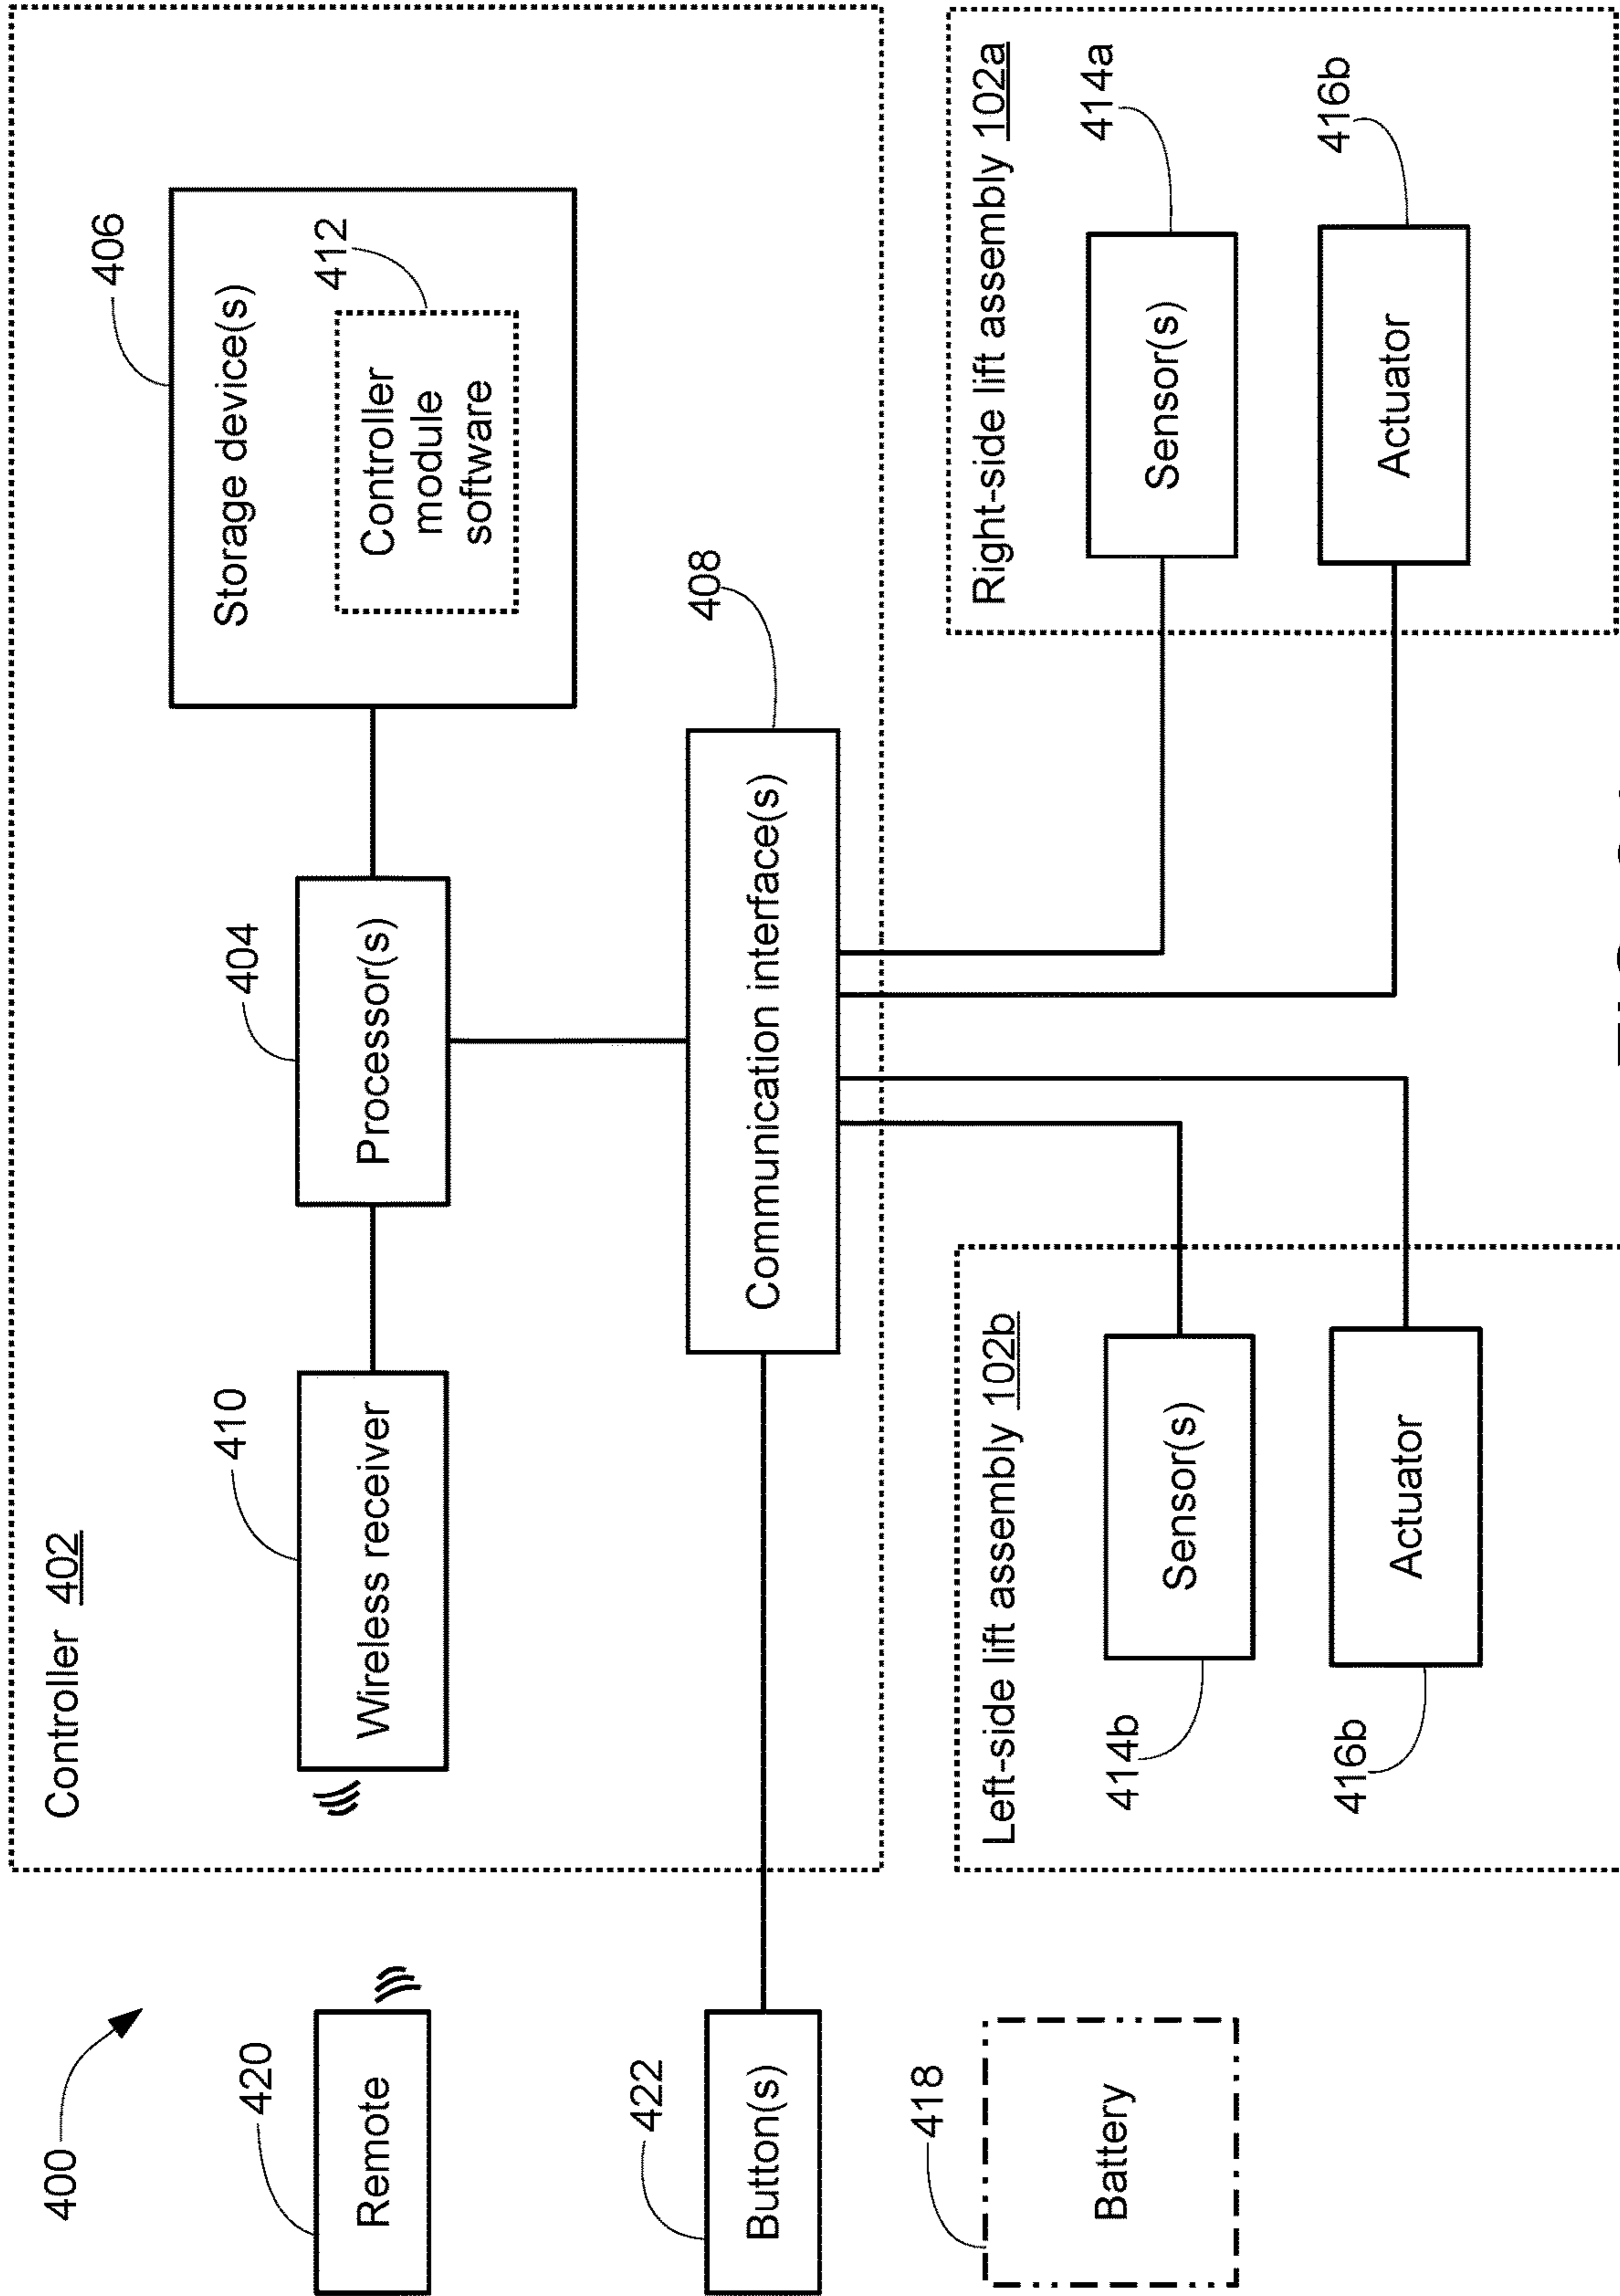 400
Controller 402
406
Storage device(s)
412
Controller
module
software
404
Processor(s)
410
Wireless receiver
420
Remote
408
Communication interface(s)
422
Button(s)
418
Battery
Left-side lift assembly 102b
414b
Sensor(s)
416b
Actuator
Right-side lift assembly 102a
414a
Sensor(s)
416b
Actuator